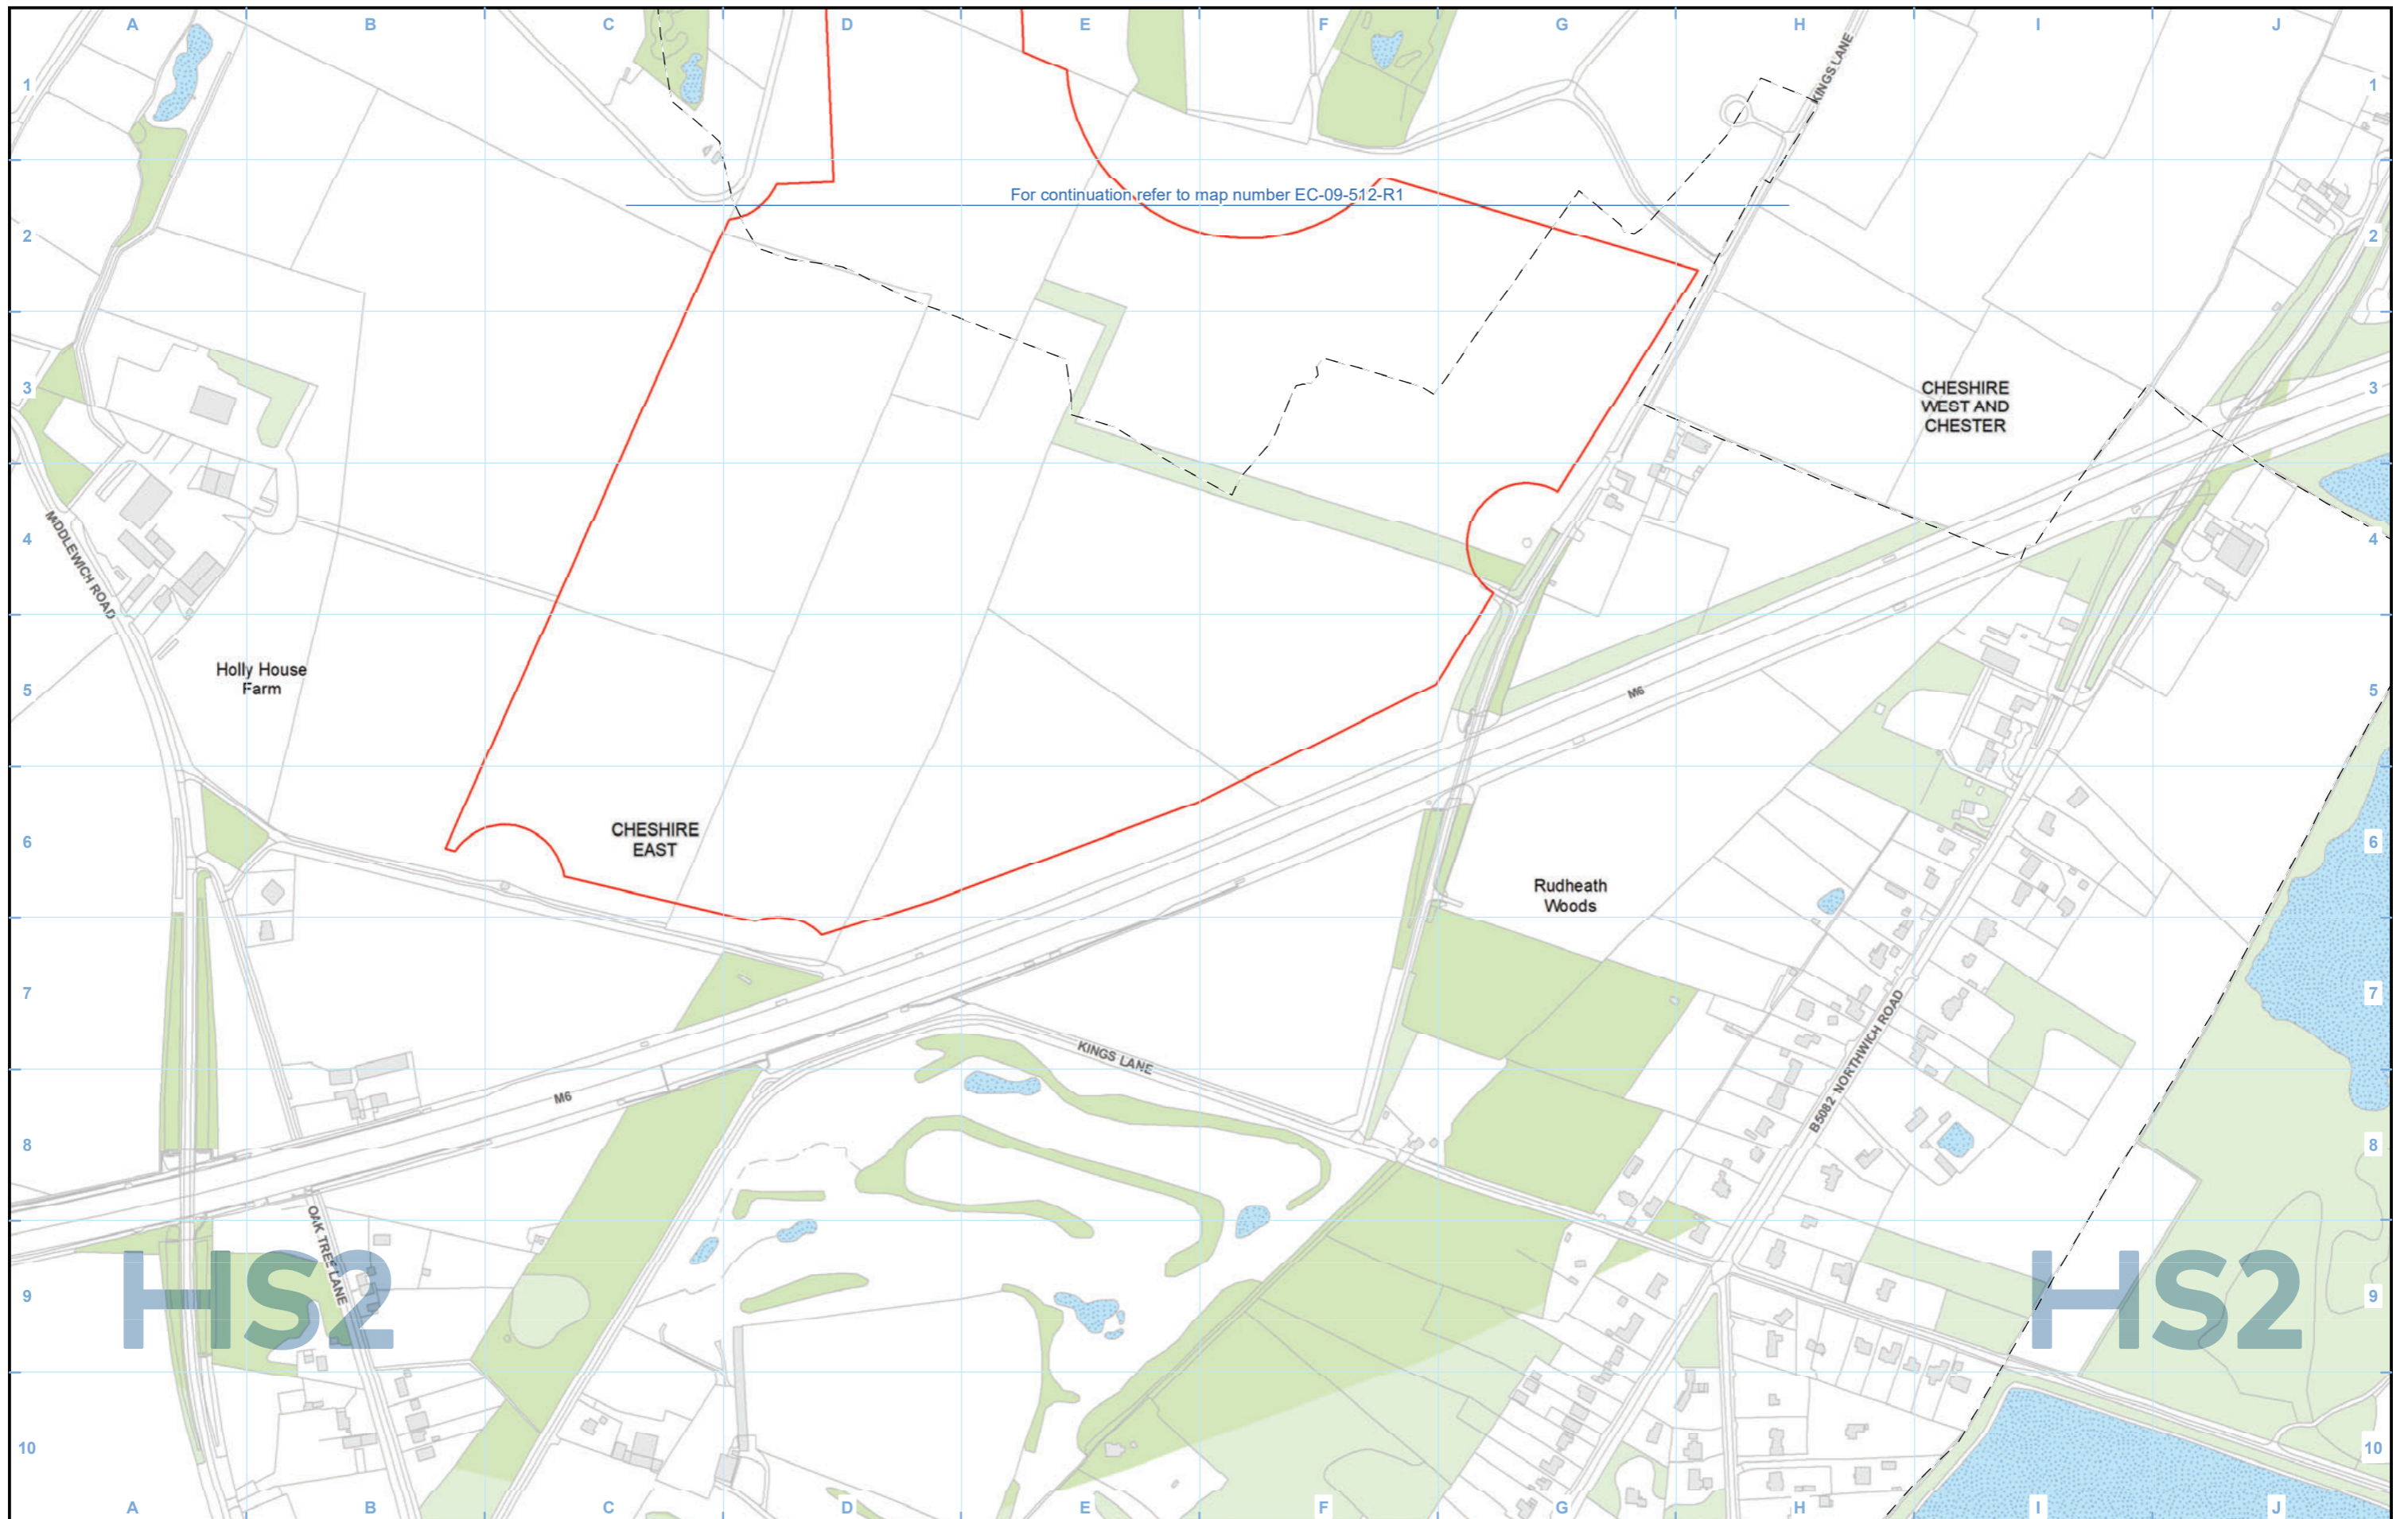 A B C D E F G H I J
1 1
KINGS LANE
For continuation refer to map number EC-09-512-R1
2 2
3 3
CHESHIRE
WEST AND
CHESTER
4 4
MIDDLEWICH ROAD
Holly House
Farm
5 5
M6
CHESHIRE
EAST
6 6
Rudheath
Woods
7 7
KINGS LANE
B5082 NORTHWICH ROAD
M6
8 8
OAK TREE LANE
HS2 HS2
9 9
10 10
A B C D E F G H I J